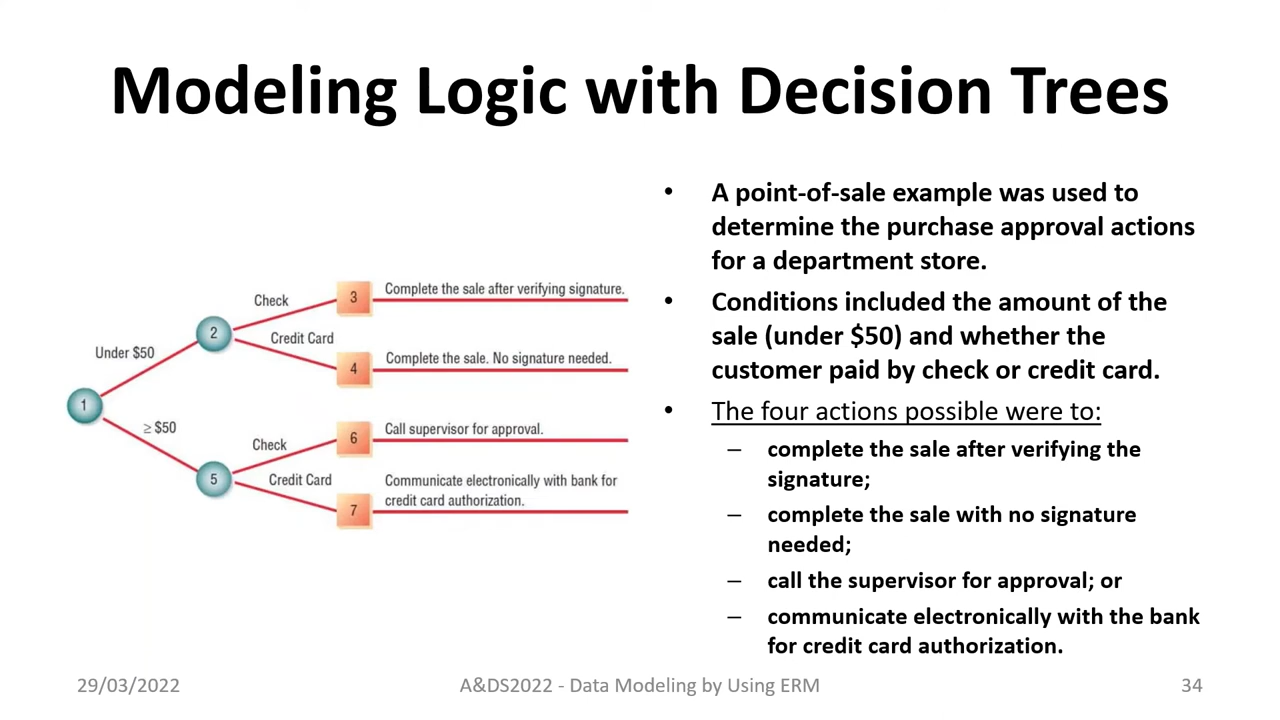 Modeling Logic with Decision Trees
Check
3
Complete the sale after verifying signature.
2
Credit Card
4
Complete the sale. No signature needed.
Under $50
1
≥ $50
Check
6
Call supervisor for approval.
5
Credit Card
7
Communicate electronically with bank for
credit card authorization.
• A point-of-sale example was used to
determine the purchase approval actions
for a department store.
• Conditions included the amount of the
sale (under $50) and whether the
customer paid by check or credit card.
• The four actions possible were to:
– complete the sale after verifying the
signature;
– complete the sale with no signature
needed;
– call the supervisor for approval; or
– communicate electronically with the bank
for credit card authorization.
29/03/2022
A&DS2022 - Data Modeling by Using ERM
34